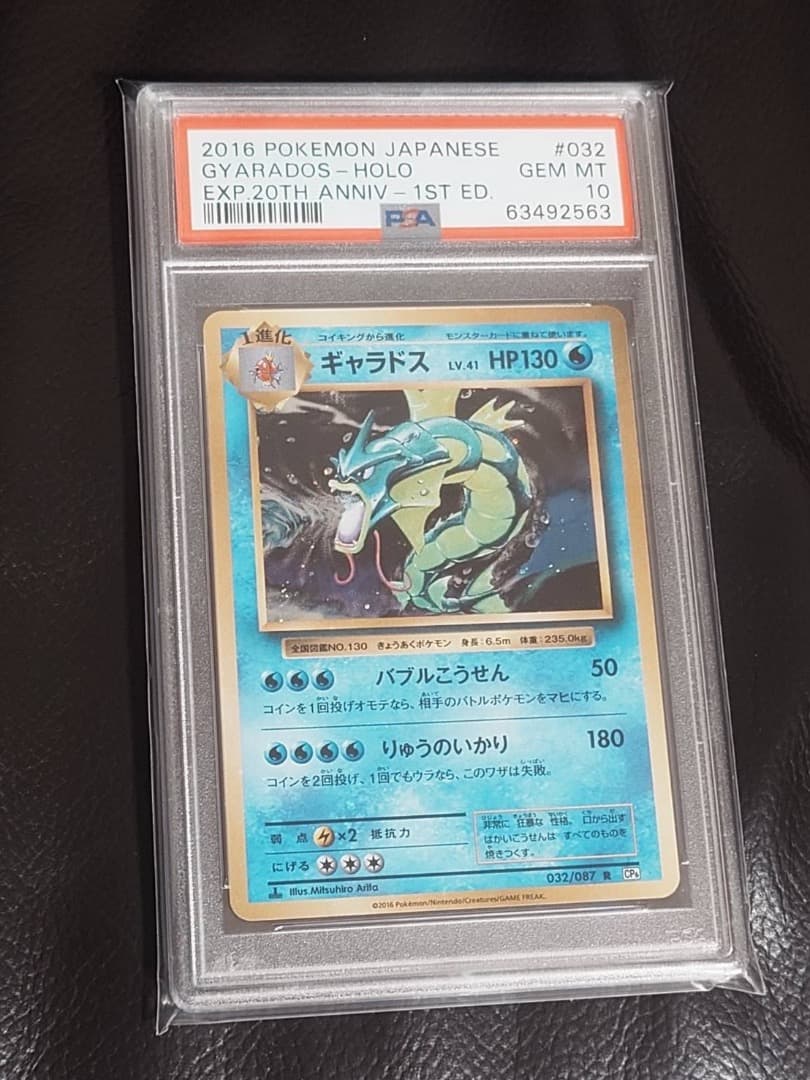 2016 POKEMON JAPANESE #032
GYARADOS-HOLO GEM MT
EXP.20TH ANNIV-1ST ED. 10
PSA 63492563
1進化
コイキングから進化 モンスターカードに重ねて使います。
ギャラドス LV.41 HP130
全国図鑑NO.130 きょうあくポケモン 身長:6.5m 体重:235.0kg
バブルこうせん 50
コインを1回投げオモテなら、相手のバトルポケモンをマヒにする。
りゅうのいかり 180
コインを2回投げ、1回でもウラなら、このワザは失敗。
弱点 ×2 抵抗力
にげる
非常に 狂暴な 性格。 口から出す
はかいこうせんは すべてのものを
焼きつくす。
032/087 R CP6
1 Illus.Mitsuhiro Arita
©2016 Pokémon/Nintendo/Creatures/GAME FREAK.